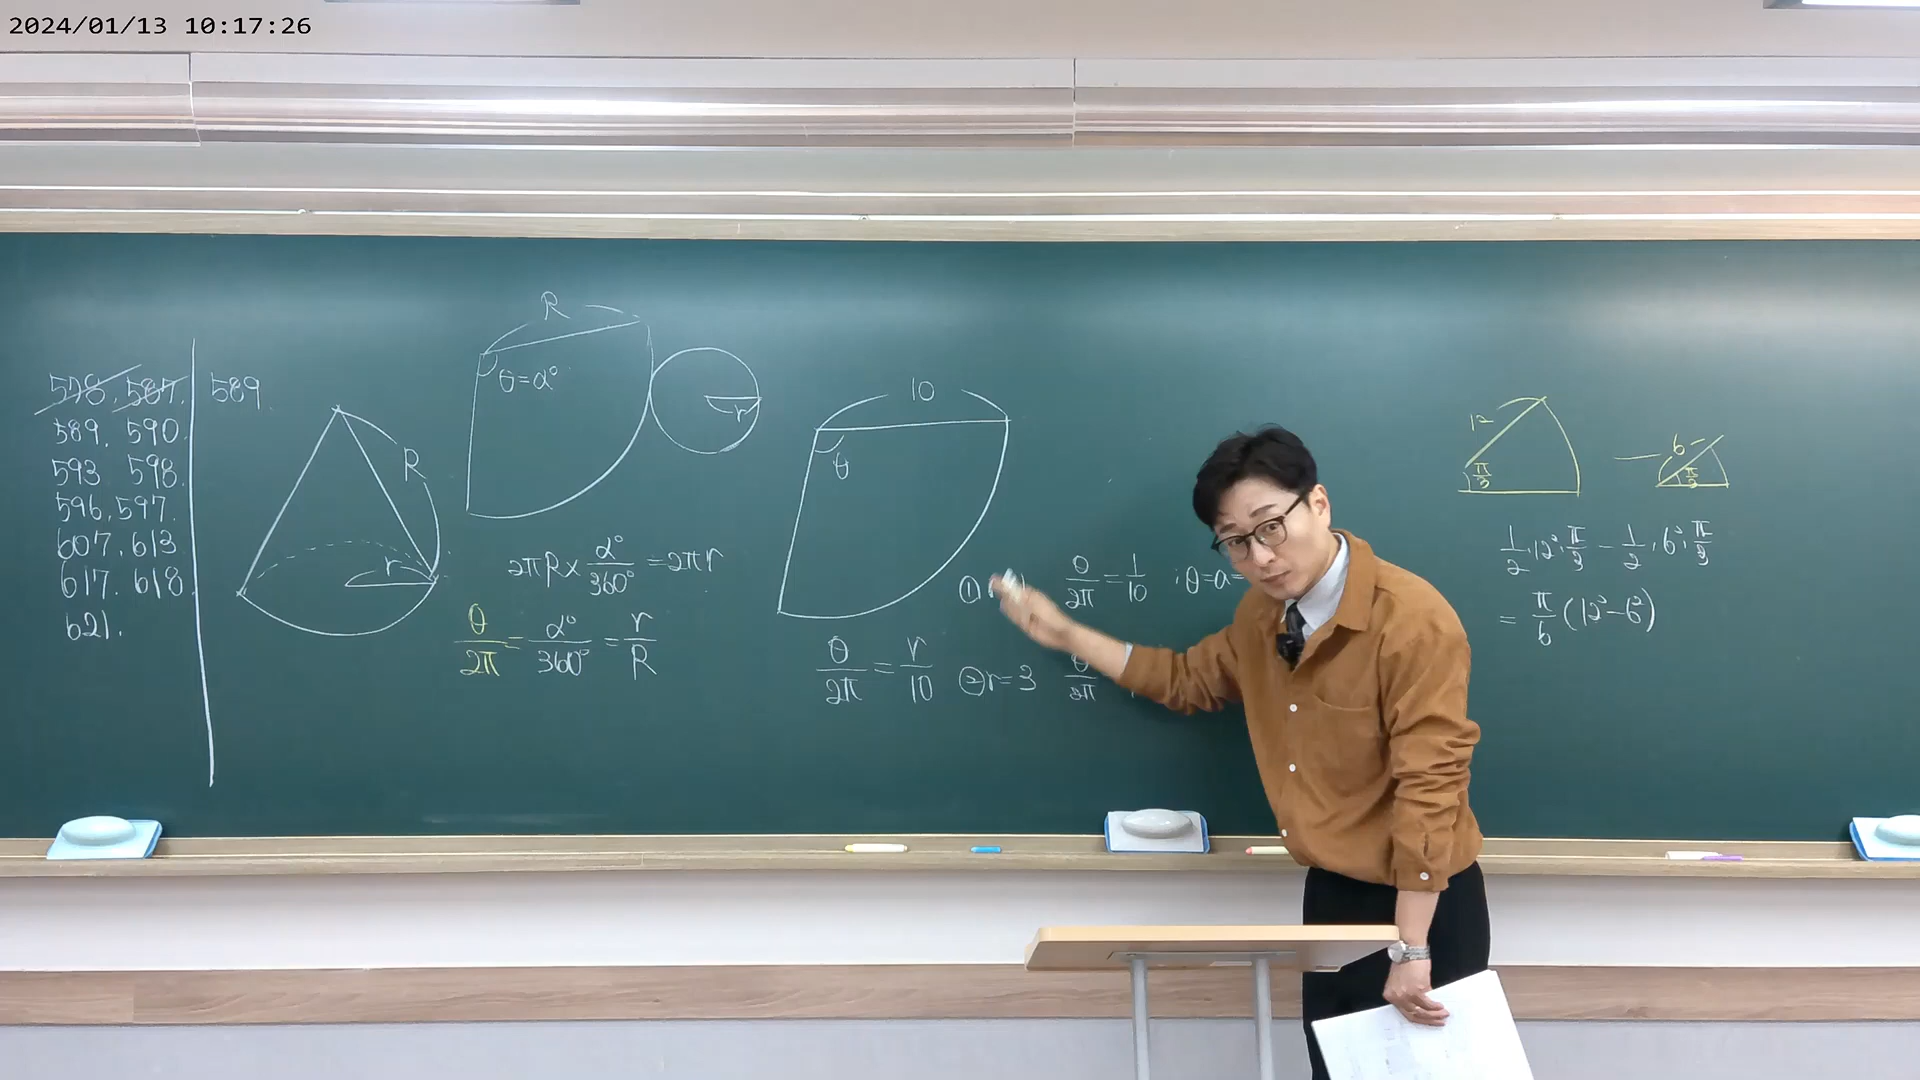 2024/01/13 10:17:26
578. 587.
589. 590.
593 598.
596, 597.
607. 613
617. 618
621.
589.
R
r
R
θ=α°
r
2πR×α°/360°=2πr
θ/2π=α°/360°=r/R
10
θ
θ/2π=r/10
① θ/2π=1/10 ∴θ=a=
②r=3 θ/2π
12
π/3
6
π/3
1/2·12²·π/3-1/2·6²·π/3
=π/6(12²-6²)